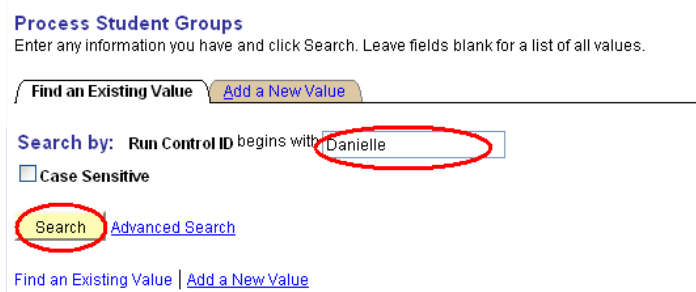 Process Student Groups
Enter any information you have and click Search. Leave fields blank for a list of all values.
Find an Existing Value Add a New Value
Search by: Run Control ID begins with Danielle
Case Sensitive
Search Advanced Search
Find an Existing Value | Add a New Value